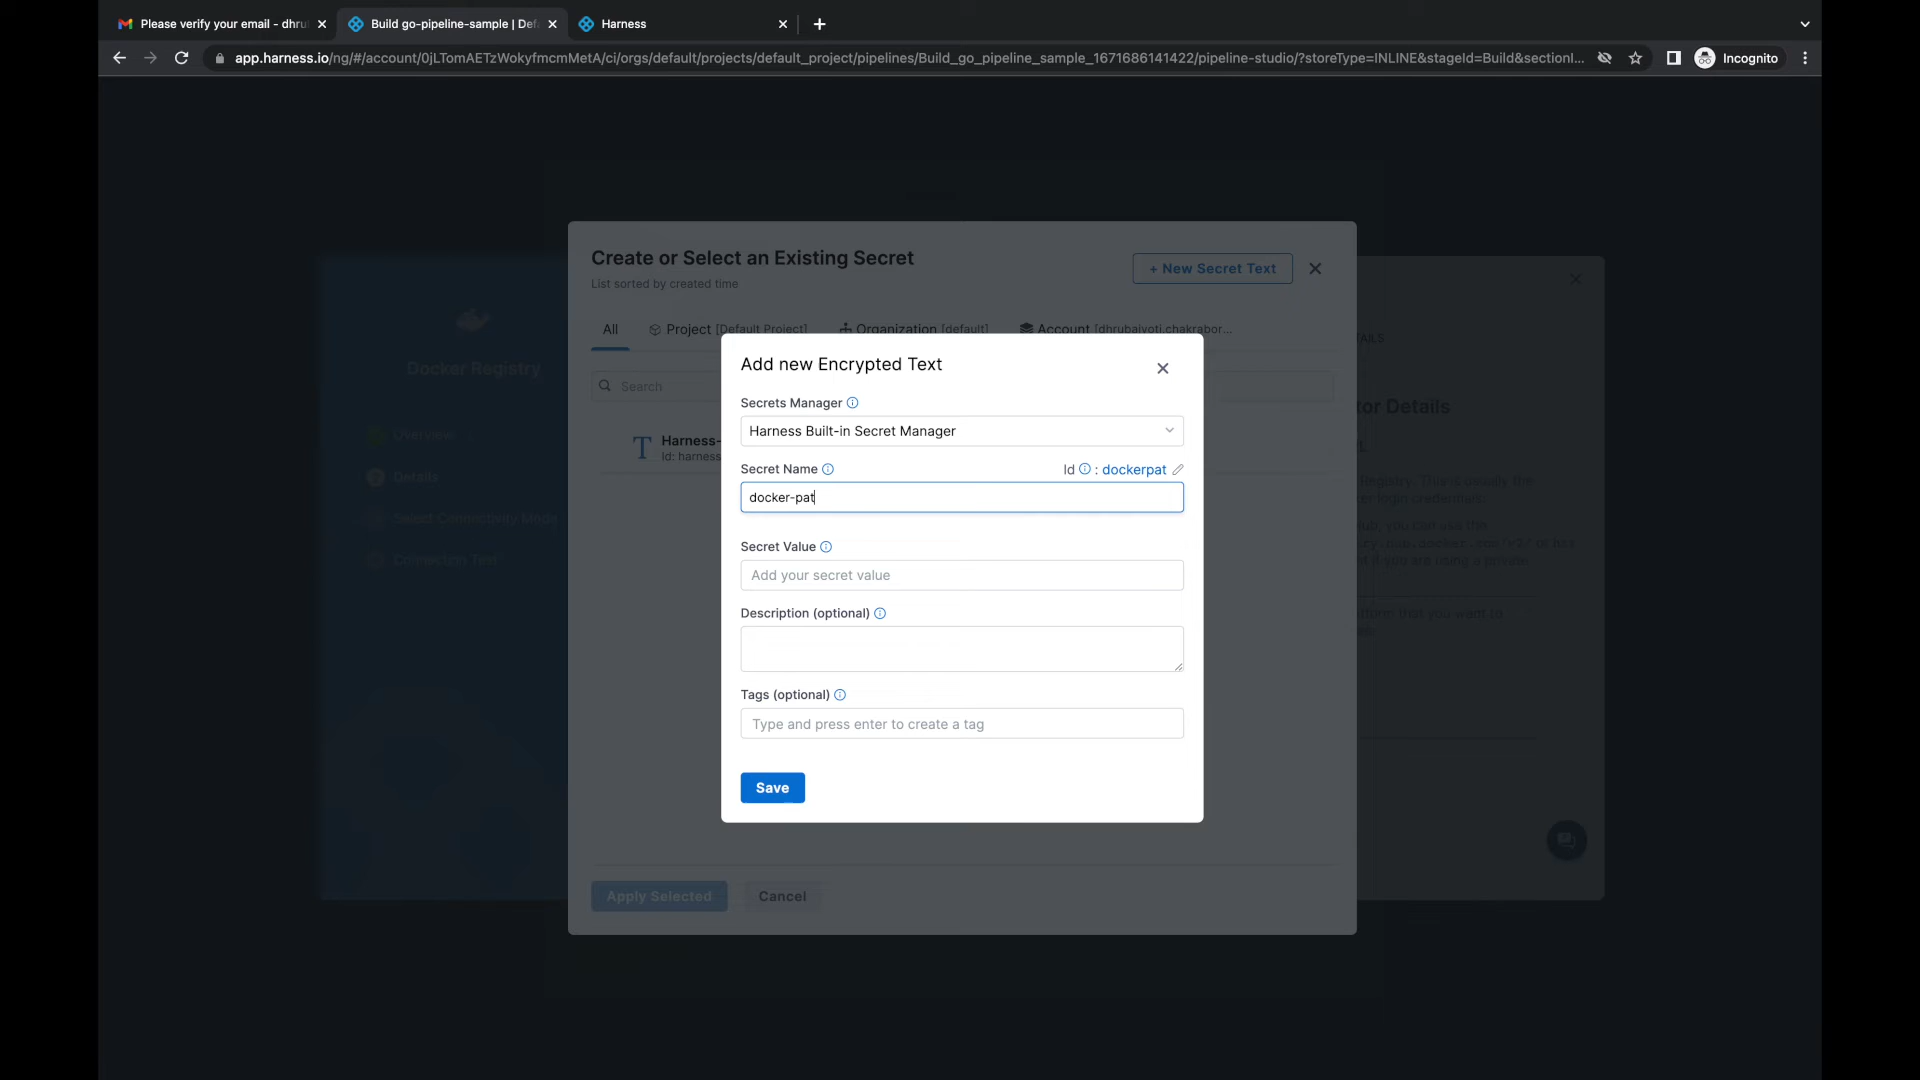 Please verify your email - dhru
Build go-pipeline-sample | Def
Harness
app.harness.io/ng/#/account/0jLTomAETzWokyfmcmMetA/ci/orgs/default/projects/default_project/pipelines/Build_go_pipeline_sample_1671686141422/pipeline-studio/?storeType=INLINE&stageId=Build&sectionI...
Incognito
Create or Select an Existing Secret
+ New Secret Text
List sorted by created time
All
Project [Default Project]
Organization [default]
Account [dhrubajyoti.chakrabor...
Search
Harness-
Id: harness
Apply Selected
Cancel
Docker Registry
Overview
Details
Select Connectivity Mode
Connection Test
Add new Encrypted Text
Secrets Manager
Harness Built-in Secret Manager
Secret Name
Id : dockerpat
docker-pat
Secret Value
Add your secret value
Description (optional)
Tags (optional)
Type and press enter to create a tag
Save
TAILS
tor Details
Registry. This is usually the
er login credentials.
ub, you can use the
try.hub.docker.com/v2/ or
if you are using a private
tform that you want to